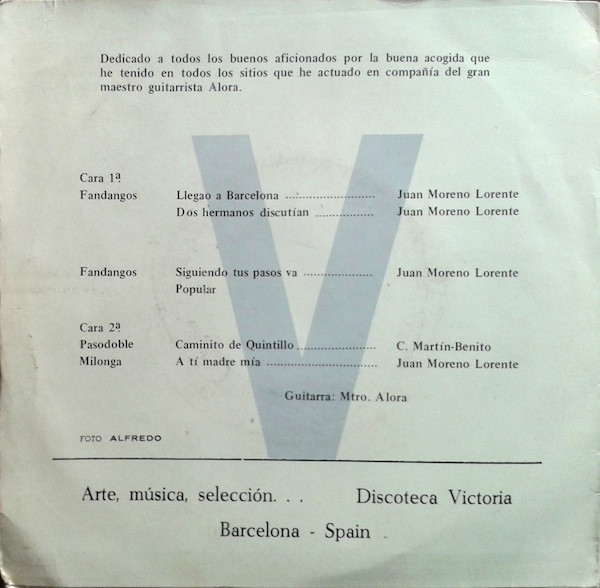 Dedicado a todos los buenos aficionados por la buena acogida que
he tenido en todos los sitios que he actuado en compañía del gran
maestro guitarrista Alora.
V
Cara 1ª
Fandangos Llegao a Barcelona ........................ Juan Moreno Lorente
Dos hermanos discutían ............... Juan Moreno Lorente
Fandangos Siguiendo tus pasos va .................. Juan Moreno Lorente
Popular
Cara 2ª
Pasodoble Caminito de Quintillo ..................... C. Martín-Benito
Milonga A tí madre mía ............................. Juan Moreno Lorente
Guitarra: Mtro. Alora
FOTO ALFREDO
Arte, música, selección. . . Discoteca Victoria
Barcelona - Spain